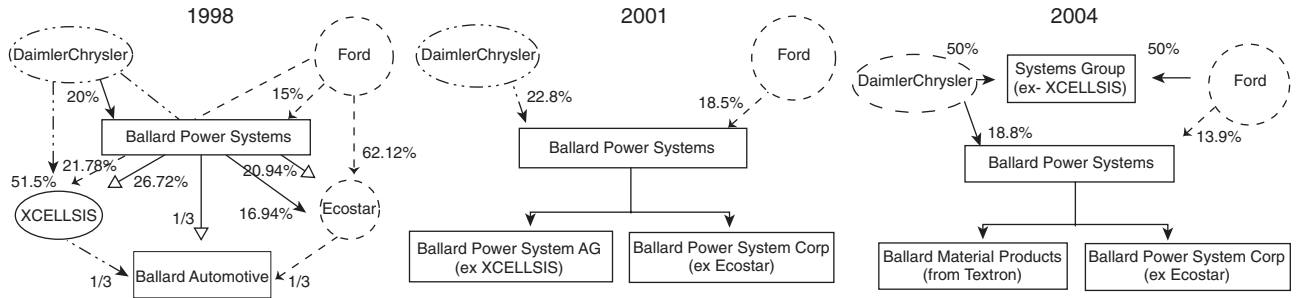 1998
DaimlerChrysler
Ford
20%
15%
Ballard Power Systems
62.12%
21.78%
20.94%
51.5%
26.72%
XCELLSIS
16.94%
Ecostar
1/3
Ballard Automotive
1/3
1/3
2001
DaimlerChrysler
Ford
22.8%
18.5%
Ballard Power Systems
Ballard Power System AG
(ex XCELLSIS)
Ballard Power System Corp
(ex Ecostar)
2004
50%
50%
DaimlerChrysler
Systems Group
(ex- XCELLSIS)
Ford
18.8%
13.9%
Ballard Power Systems
Ballard Material Products
(from Textron)
Ballard Power System Corp
(ex Ecostar)